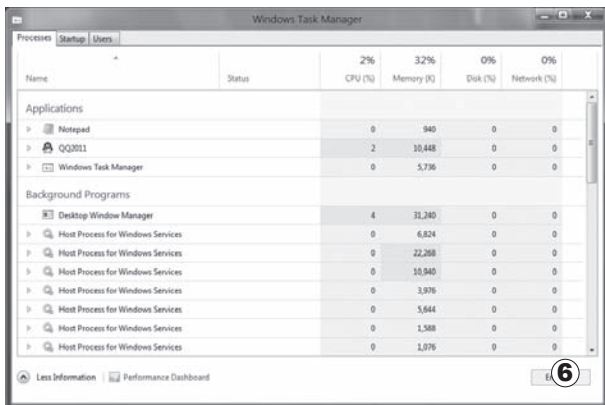 Windows Task Manager
Processes Startup Users
2% 32% 0% 0%
Name Status CPU (%) Memory (K) Disk (%) Network (%)
Applications
Notepad 0 940 0 0
QQ2011 2 10,448 0 0
Windows Task Manager 0 5,736 0 0
Background Programs
Desktop Window Manager 4 31,240 0 0
Host Process for Windows Services 0 6,824 0 0
Host Process for Windows Services 0 22,268 0 0
Host Process for Windows Services 0 10,940 0 0
Host Process for Windows Services 0 3,976 0 0
Host Process for Windows Services 0 5,644 0 0
Host Process for Windows Services 0 1,588 0 0
Host Process for Windows Services 0 1,076 0 0
Less Information Performance Dashboard
6